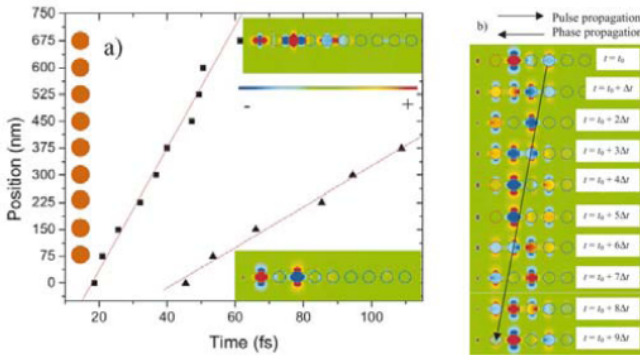 a)
Position (nm)
750
675
600
525
450
375
300
225
150
75
0
- +
20 40 60 80 100
Time (fs)
b)
Pulse propagation
Phase propagation
t = t₀
t = t₀ + Δt
t = t₀ + 2Δt
t = t₀ + 3Δt
t = t₀ + 4Δt
t = t₀ + 5Δt
t = t₀ + 6Δt
t = t₀ + 7Δt
t = t₀ + 8Δt
t = t₀ + 9Δt